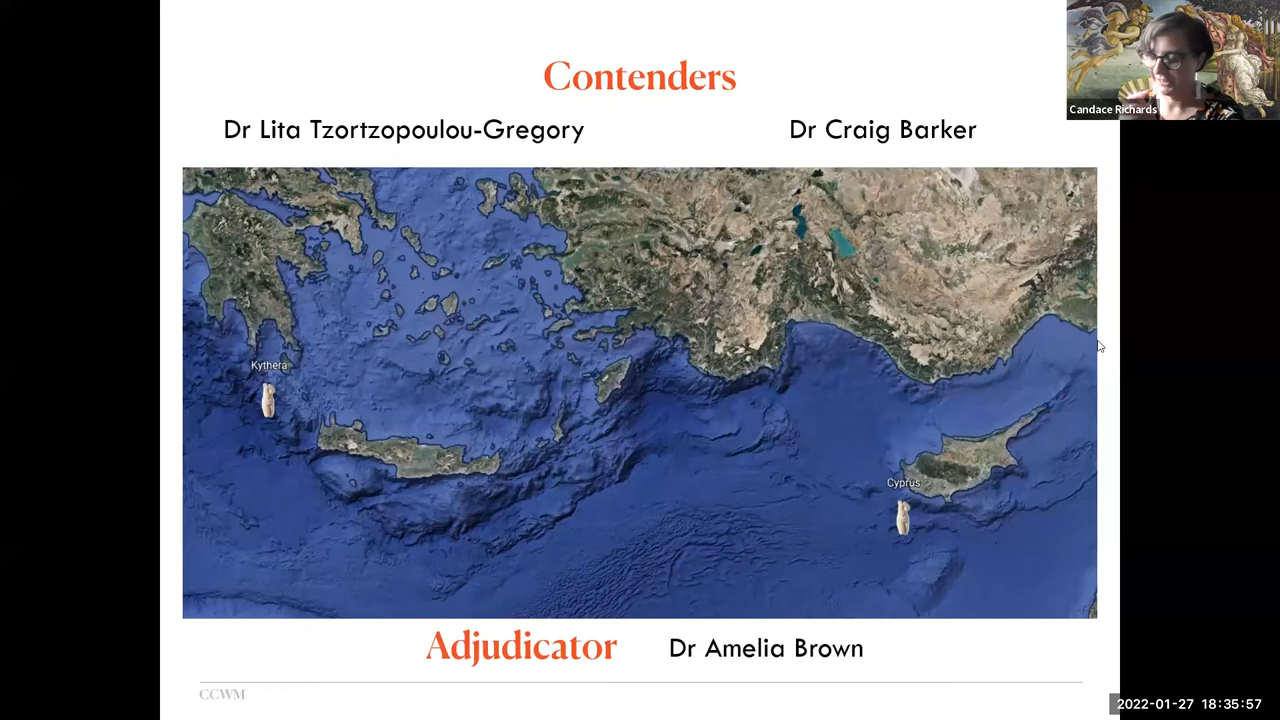 Contenders
Candace Richards
Dr Lita Tzortzopoulou-Gregory
Dr Craig Barker
Kythera
Cyprus
Adjudicator Dr Amelia Brown
CCWM
2022-01-27 18:35:57